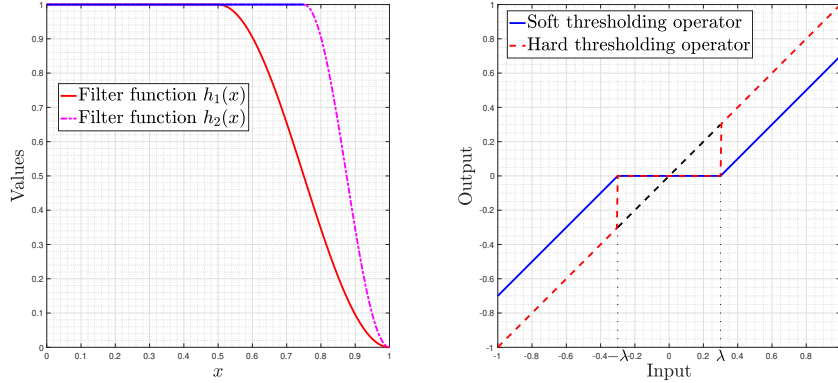 1
0.9
0.8
0.7
0.6
0.5
0.4
0.3
0.2
0.1
0
Values
Filter function h₁(x)
Filter function h₂(x)
0 0.1 0.2 0.3 0.4 0.5 0.6 0.7 0.8 0.9 1
x
1
0.8
0.6
0.4
0.2
0
-0.2
-0.4
-0.6
-0.8
-1
Output
Soft thresholding operator
Hard thresholding operator
-1 -0.8 -0.6 -0.4 −λ -0.2 0 0.2 λ 0.4 0.6 0.8
Input